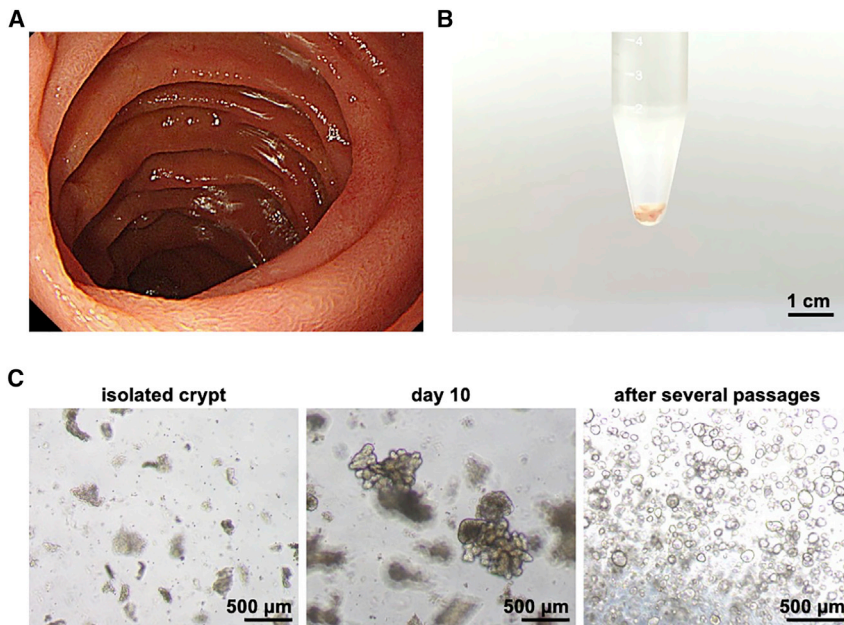 A
B
4
3
2
1 cm
C
isolated crypt
day 10
after several passages
500 µm
500 µm
500 µm